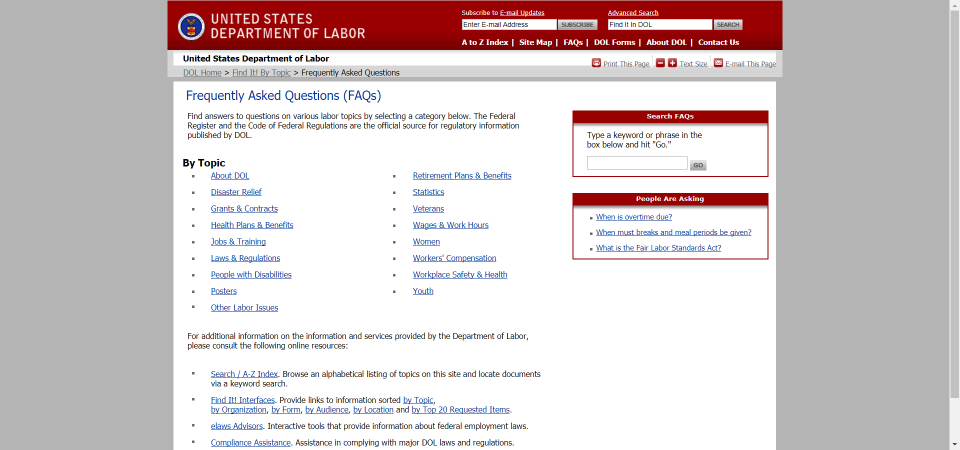 UNITED STATES
DEPARTMENT OF LABOR
Subscribe to E-mail Updates
Enter E-mail Address SUBSCRIBE
Advanced Search
Find It In DOL SEARCH
A to Z Index | Site Map | FAQs | DOL Forms | About DOL | Contact Us
United States Department of Labor
DOL Home > Find It! By Topic > Frequently Asked Questions
Print This Page Text Size E-mail This Page
Frequently Asked Questions (FAQs)
Find answers to questions on various labor topics by selecting a category below. The Federal
Register and the Code of Federal Regulations are the official source for regulatory information
published by DOL.
By Topic
About DOL
Disaster Relief
Grants & Contracts
Health Plans & Benefits
Jobs & Training
Laws & Regulations
People with Disabilities
Posters
Other Labor Issues
Retirement Plans & Benefits
Statistics
Veterans
Wages & Work Hours
Women
Workers' Compensation
Workplace Safety & Health
Youth
For additional information on the information and services provided by the Department of Labor,
please consult the following online resources:
Search / A-Z Index. Browse an alphabetical listing of topics on this site and locate documents
via a keyword search.
Find It! Interfaces. Provide links to information sorted by Topic,
by Organization, by Form, by Audience, by Location and by Top 20 Requested Items.
elaws Advisors. Interactive tools that provide information about federal employment laws.
Compliance Assistance. Assistance in complying with major DOL laws and regulations.
Search FAQs
Type a keyword or phrase in the
box below and hit "Go."
GO
People Are Asking
When is overtime due?
When must breaks and meal periods be given?
What is the Fair Labor Standards Act?